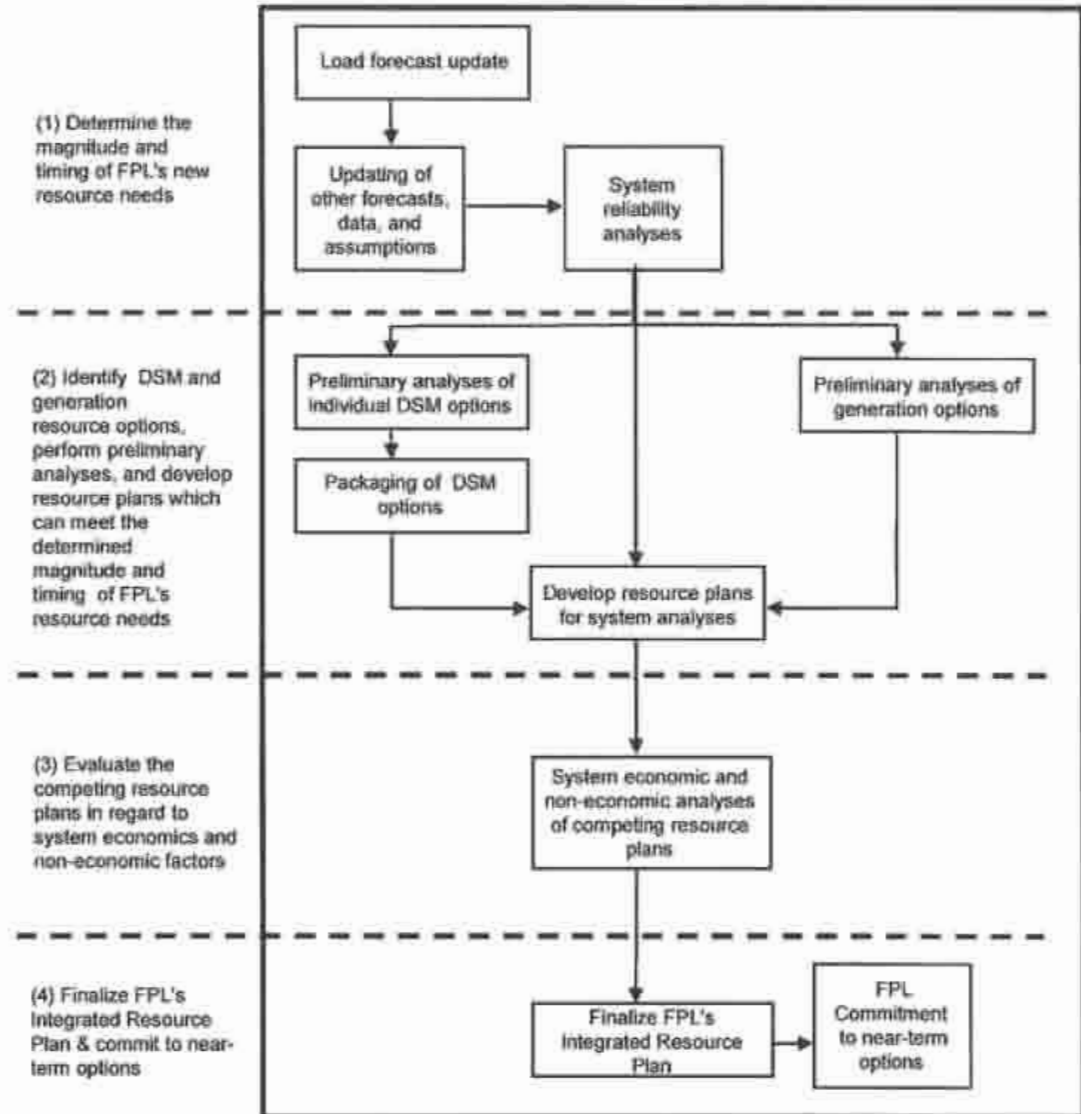 Load forecast update
(1) Determine the
magnitude and
timing of FPL's new
resource needs
Updating of
other forecasts,
data, and
assumptions
System
reliability
analyses
(2) Identify DSM and
generation
resource options,
perform preliminary
analyses, and develop
resource plans which
can meet the
determined
magnitude and
timing of FPL's
resource needs
Preliminary analyses of
individual DSM options
Preliminary analyses of
generation options
Packaging of DSM
options
Develop resource plans
for system analyses
(3) Evaluate the
competing resource
plans in regard to
system economics and
non-economic factors
System economic and
non-economic analyses
of competing resource
plans
(4) Finalize FPL's
Integrated Resource
Plan & commit to near-
term options
Finalize FPL's
Integrated Resource
Plan
FPL
Commitment
to near-term
options